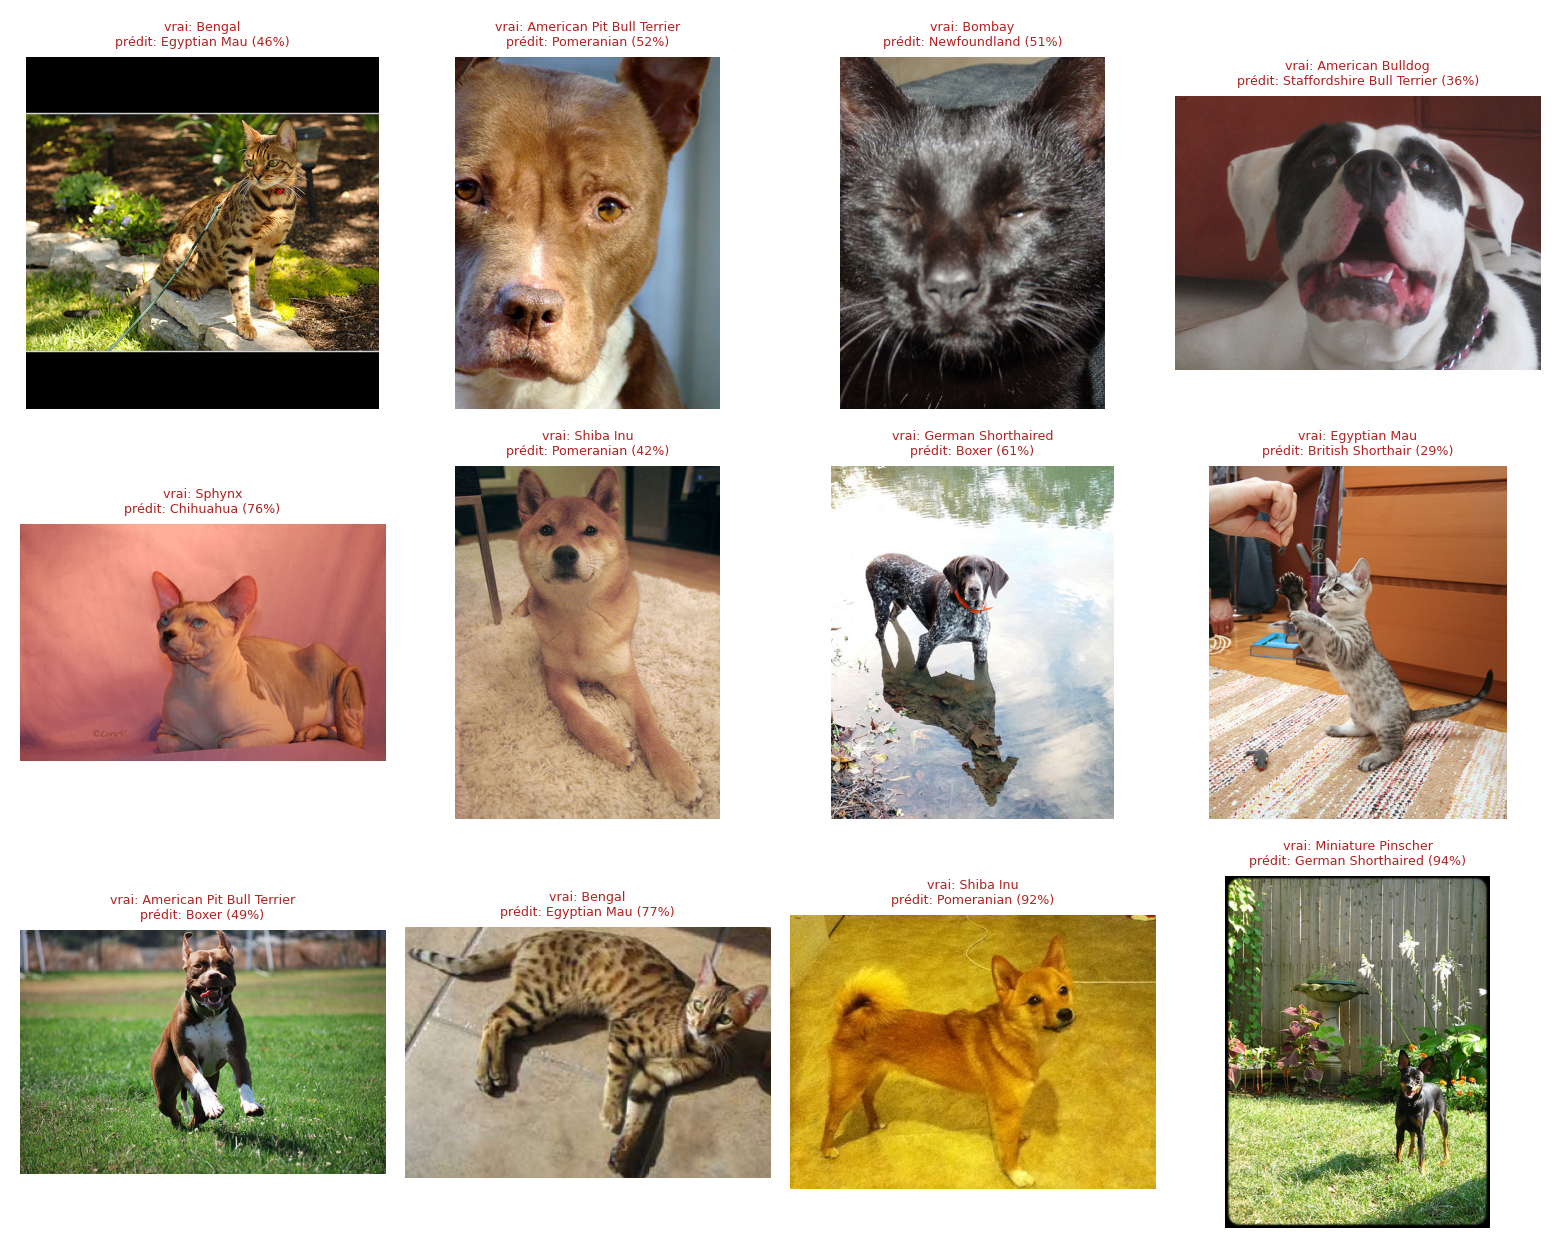 vrai: Bengal
prédit: Egyptian Mau (46%)
vrai: American Pit Bull Terrier
prédit: Pomeranian (52%)
vrai: Bombay
prédit: Newfoundland (51%)
vrai: American Bulldog
prédit: Staffordshire Bull Terrier (36%)
vrai: Sphynx
prédit: Chihuahua (76%)
vrai: Shiba Inu
prédit: Pomeranian (42%)
vrai: German Shorthaired
prédit: Boxer (61%)
vrai: Egyptian Mau
prédit: British Shorthair (29%)
vrai: American Pit Bull Terrier
prédit: Boxer (49%)
vrai: Bengal
prédit: Egyptian Mau (77%)
vrai: Shiba Inu
prédit: Pomeranian (92%)
vrai: Miniature Pinscher
prédit: German Shorthaired (94%)